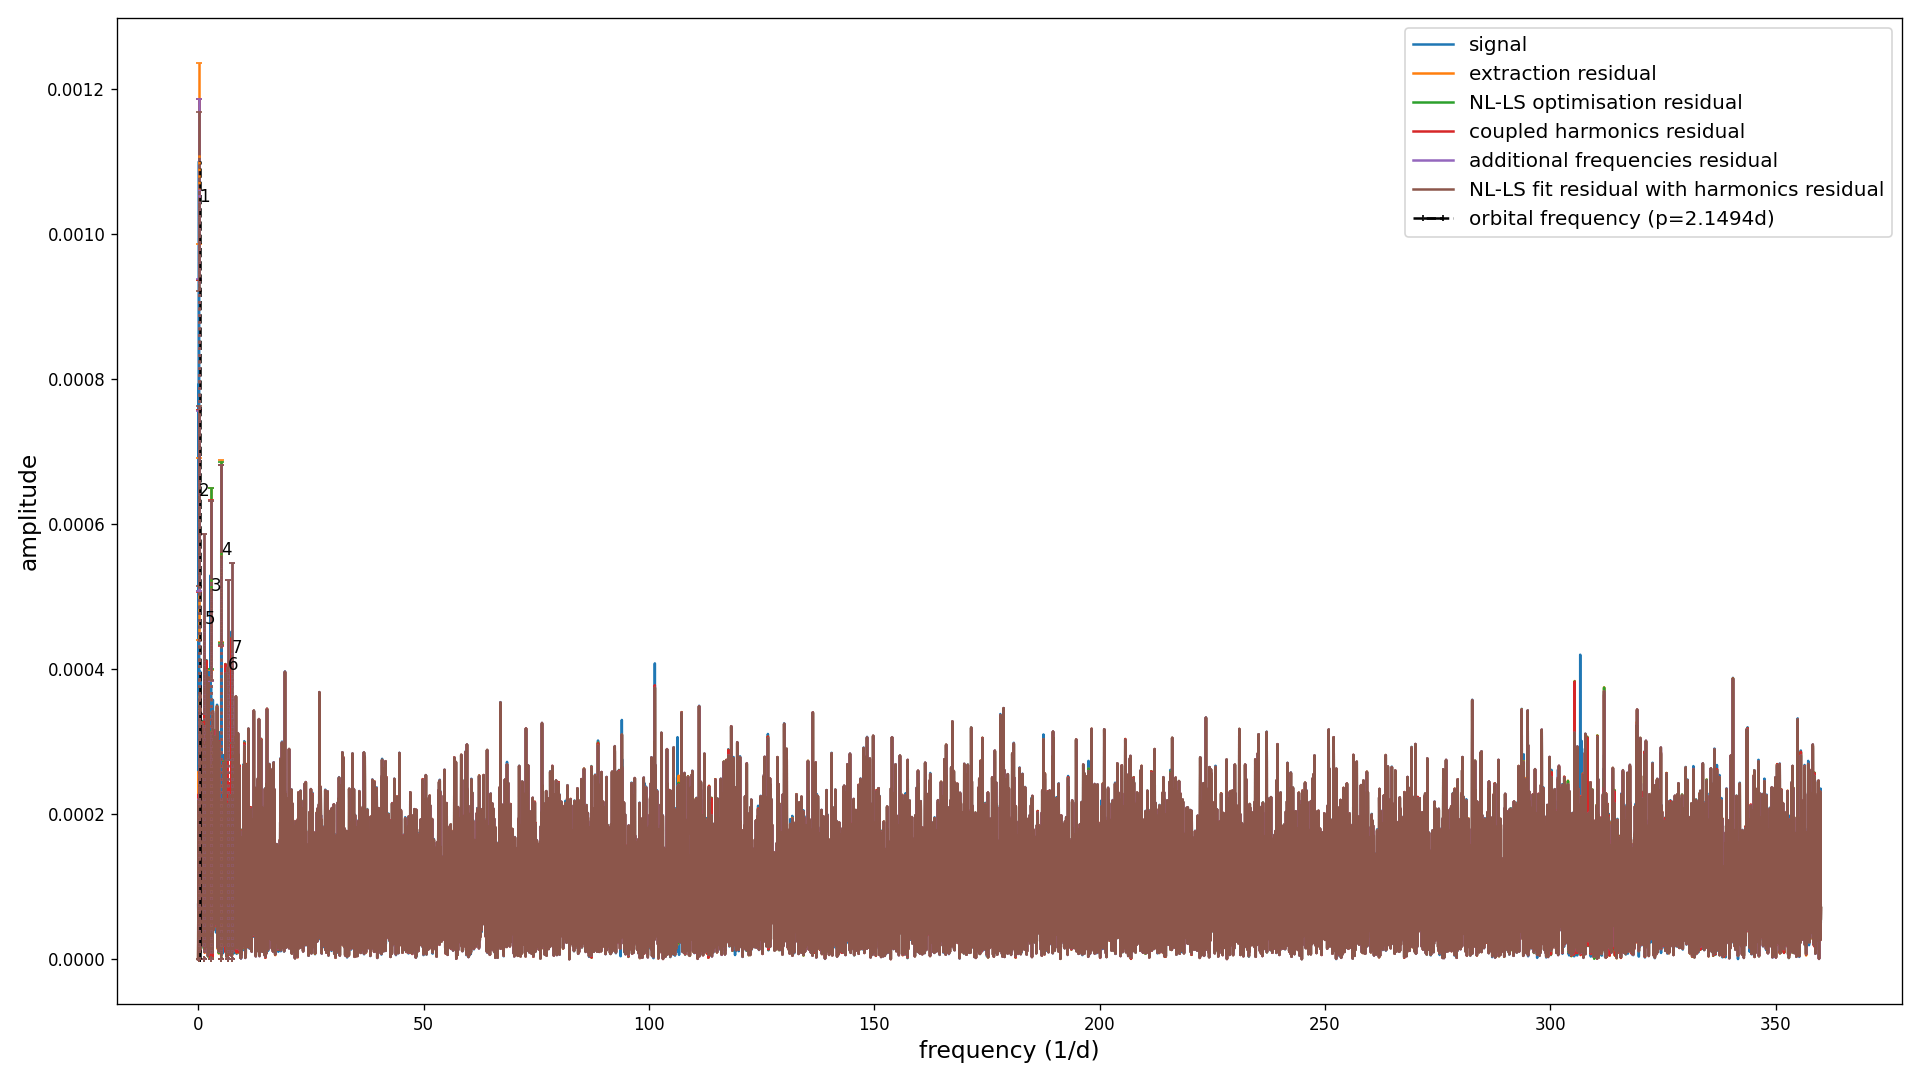 signal
extraction residual
NL-LS optimisation residual
coupled harmonics residual
additional frequencies residual
NL-LS fit residual with harmonics residual
orbital frequency (p=2.1494d)
amplitude
0.0012
0.0010
0.0008
0.0006
0.0004
0.0002
0.0000
1
2
4
3
5
7
6
0 50 100 150 200 250 300 350
frequency (1/d)